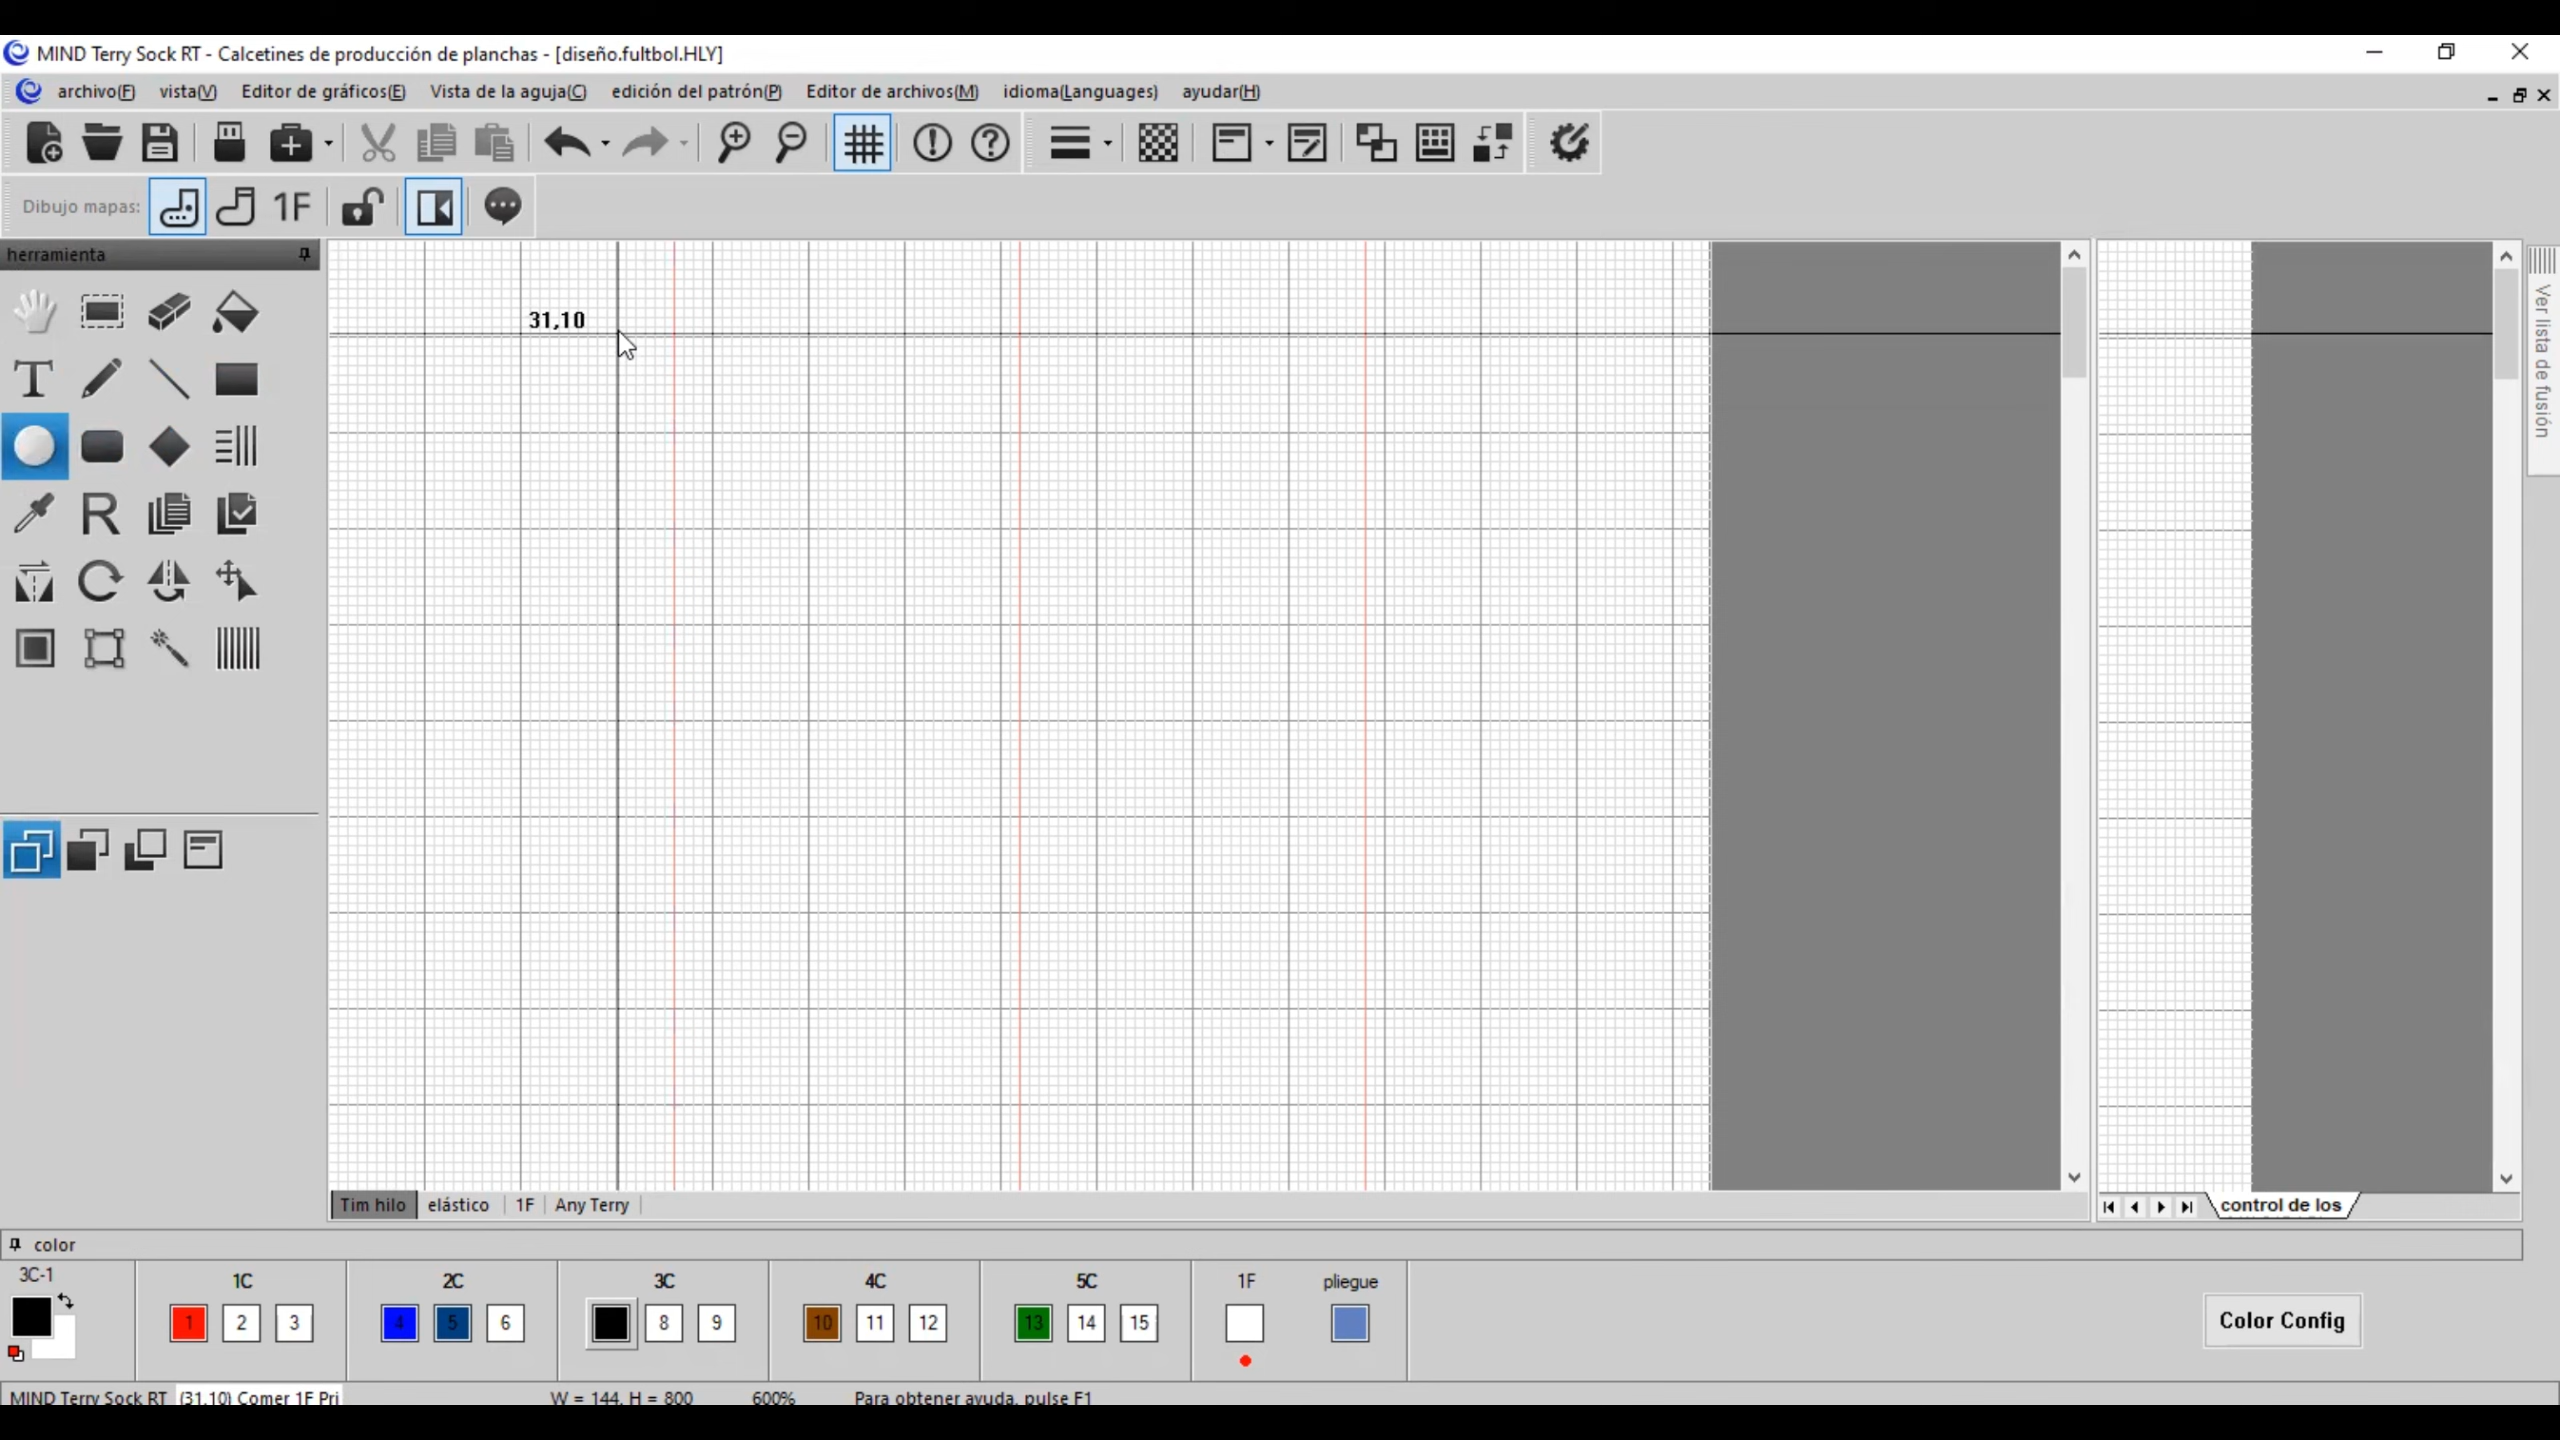 MIND Terry Sock RT - Calcetines de producción de planchas - [diseño.fultbol.HLY]
archivo(F) vista(V) Editor de gráficos(E) Vista de la aguja(C) edición del patrón(P) Editor de archivos(M) idioma(Languages) ayudar(H)
Dibujo mapas: 1F
herramienta
31,10
T
R
Ver lista de fusión
Tim hilo elástico 1F Any Terry
control de los
color
3C-1 1C 2C 3C 4C 5C 1F pliegue
1 2 3 4 5 6 8 9 10 11 12 13 14 15
Color Config
MIND Terry Sock RT (31,10) Comer 1F Pri W = 144, H = 800 600% Para obtener ayuda, pulse F1